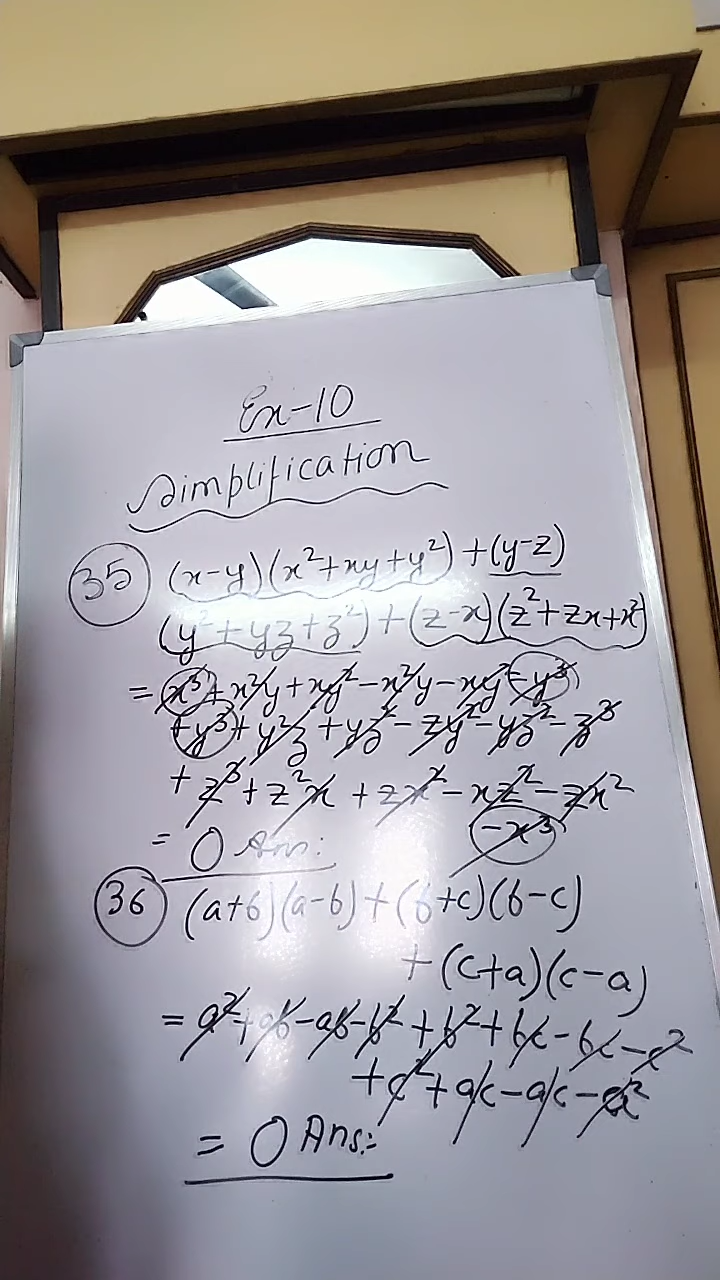 Ex-10
Simplification
35 (x-y)(x²+xy+y²)+(y-z)
(y²+yz+z²)+(z-x)(z²+zx+x²)
= x³+x²y+xy²-x²y-xy²-y³
+y³+y²z+yz²-zy²-yz²-z³
+z³+z²x+zx²-xz²-zx²
-x³
= 0 Ans:
36 (a+b)(a-b)+(b+c)(b-c)
+(c+a)(c-a)
= a²+ab-ab-b²+b²+bc-bc-c²
+c²+ac-ac-a²
= 0 Ans:-